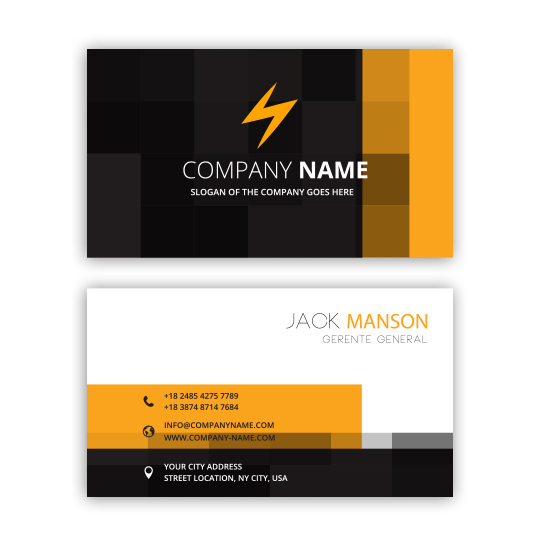 COMPANY NAME
SLOGAN OF THE COMPANY GOES HERE
JACK MANSON
GERENTE GENERAL
+18 2485 4275 7789
+18 3874 8714 7684
INFO@COMPANYNAME.COM
WWW.COMPANY-NAME.COM
YOUR CITY ADDRESS
STREET LOCATION, NY CITY, USA